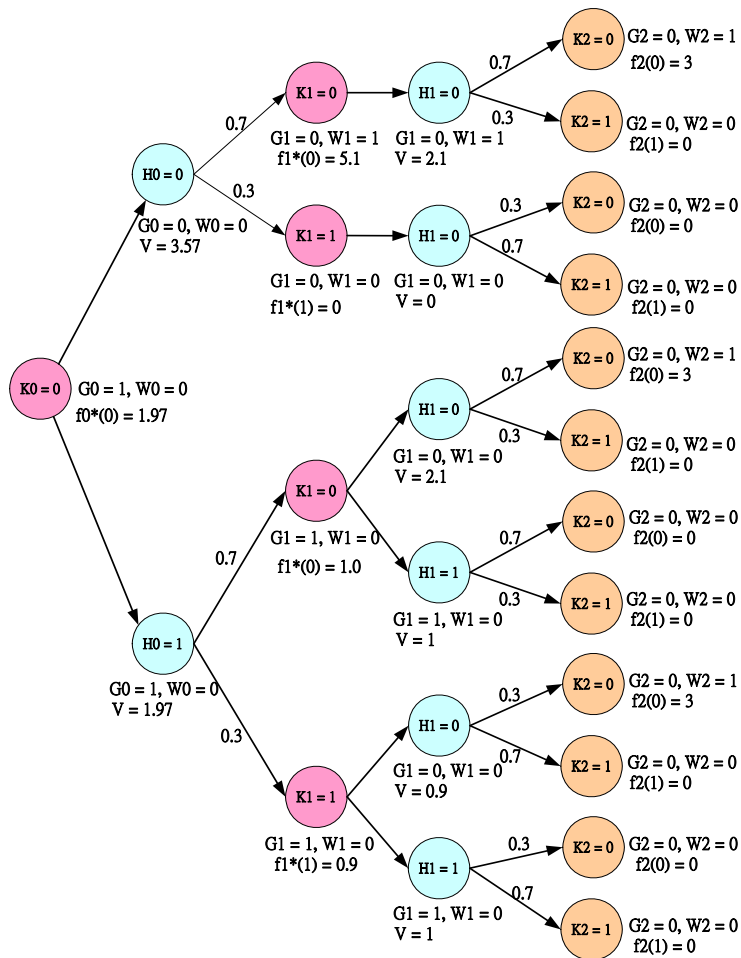 K0 = 0
G0 = 1, W0 = 0
f0*(0) = 1.97
H0 = 0
G0 = 0, W0 = 0
V = 3.57
0.7
0.3
K1 = 0
G1 = 0, W1 = 1
f1*(0) = 5.1
H1 = 0
G1 = 0, W1 = 1
V = 2.1
0.7
0.3
K2 = 0
G2 = 0, W2 = 1
f2(0) = 3
K2 = 1
G2 = 0, W2 = 0
f2(1) = 0
K1 = 1
G1 = 0, W1 = 0
f1*(1) = 0
H1 = 0
G1 = 0, W1 = 0
V = 0
0.3
0.7
K2 = 0
G2 = 0, W2 = 0
f2(0) = 0
K2 = 1
G2 = 0, W2 = 0
f2(1) = 0
H0 = 1
G0 = 1, W0 = 0
V = 1.97
0.7
0.3
K1 = 0
G1 = 1, W1 = 0
f1*(0) = 1.0
H1 = 0
G1 = 0, W1 = 0
V = 2.1
0.7
0.3
K2 = 0
G2 = 0, W2 = 1
f2(0) = 3
K2 = 1
G2 = 0, W2 = 0
f2(1) = 0
H1 = 1
G1 = 1, W1 = 0
V = 1
0.7
0.3
K2 = 0
G2 = 0, W2 = 0
f2(0) = 0
K2 = 1
G2 = 0, W2 = 0
f2(1) = 0
K1 = 1
G1 = 1, W1 = 0
f1*(1) = 0.9
H1 = 0
G1 = 0, W1 = 0
V = 0.9
0.3
0.7
K2 = 0
G2 = 0, W2 = 1
f2(0) = 3
K2 = 1
G2 = 0, W2 = 0
f2(1) = 0
H1 = 1
G1 = 1, W1 = 0
V = 1
0.3
0.7
K2 = 0
G2 = 0, W2 = 0
f2(0) = 0
K2 = 1
G2 = 0, W2 = 0
f2(1) = 0